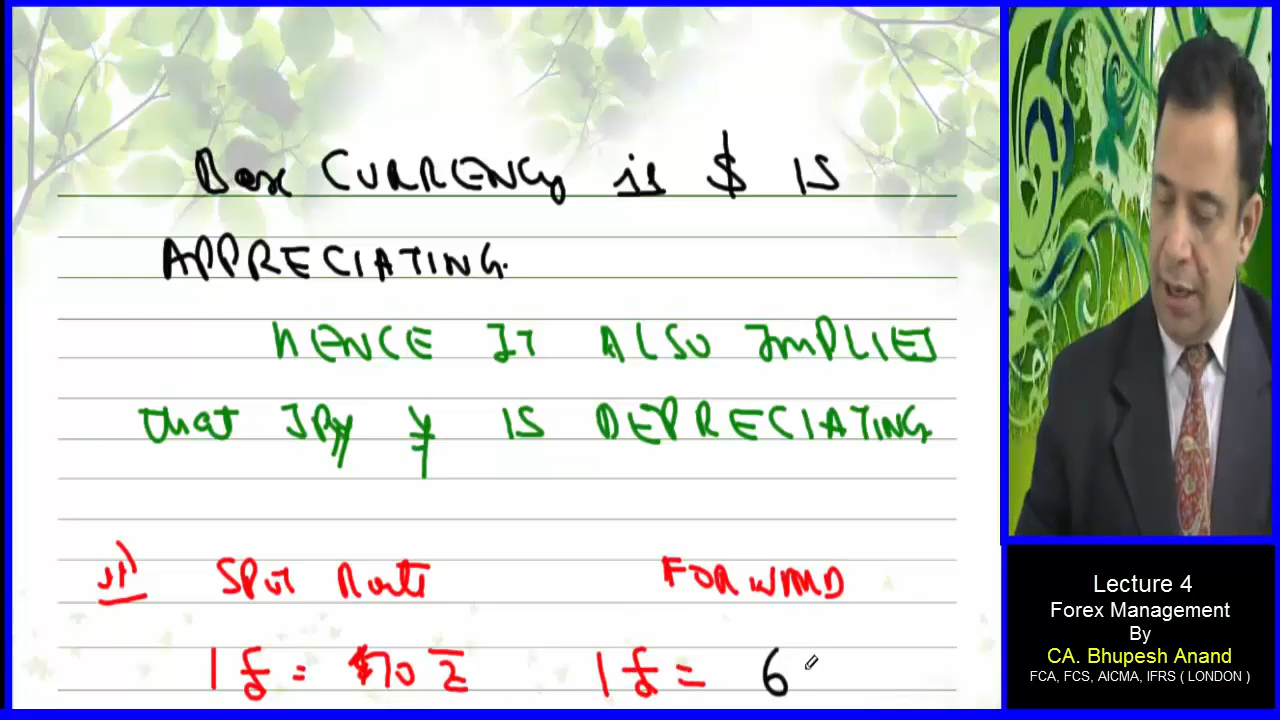 Base CURRENCY is $ IS
APPRECIATING.
HENCE IT ALSO IMPLIES
that JPY ¥ IS DEPRECIATING
ii) SPOT Rate FORWARD
1 £ = 70 1 £ = 6
Lecture 4
Forex Management
By
CA. Bhupesh Anand
FCA, FCS, AICMA, IFRS ( LONDON )